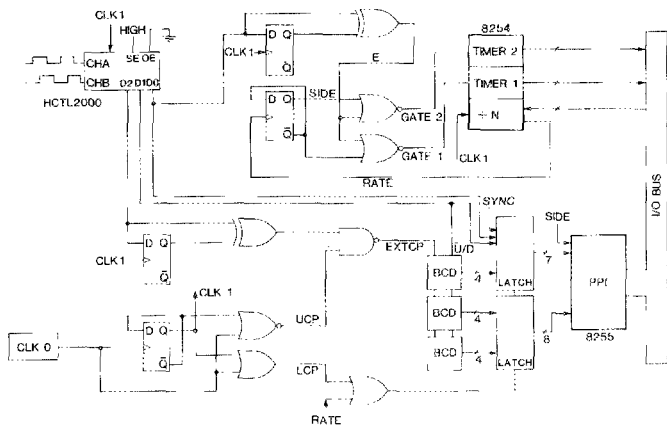 CLK1
HIGH
SE OE
CHA
CHB
D2 D1 D0
HCTL2000
D Q
Q
CLK1
E
SIDE
D Q
Q
GATE 2
GATE 1
RATE
8254
TIMER 2
TIMER 1
÷ N
CLK1
I/O BUS
D Q
Q
CLK1
EXTCP
U/D
SYNC
BCD
4
BCD
4
BCD
4
LATCH
LATCH
SIDE
7
8
PPI
8255
CLK 0
D Q
Q
CLK 1
UCP
LCP
RATE